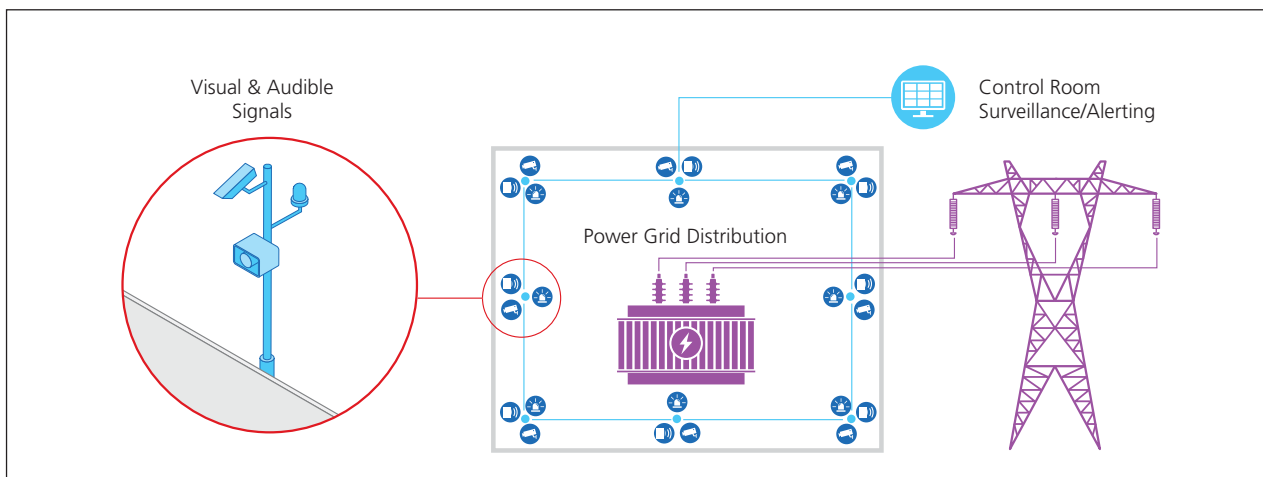 Visual & Audible
Signals
Control Room
Surveillance/Alerting
Power Grid Distribution